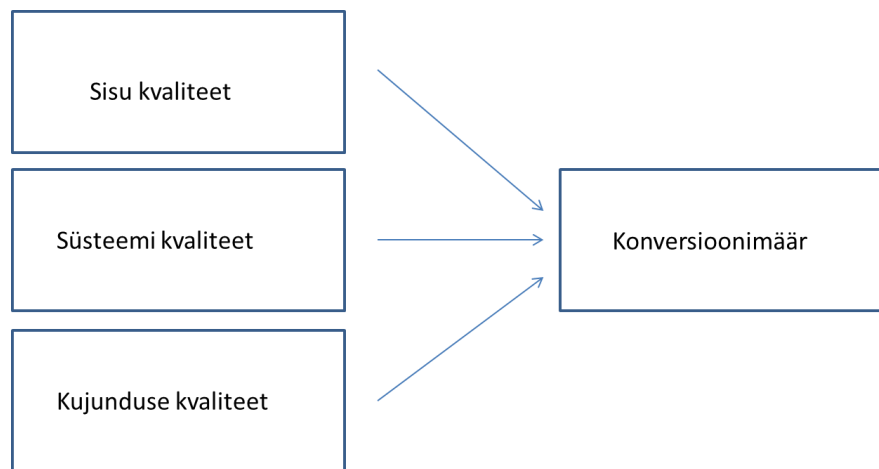 Sisu kvaliteet
Süsteemi kvaliteet
Konversioonimäär
Kujunduse kvaliteet